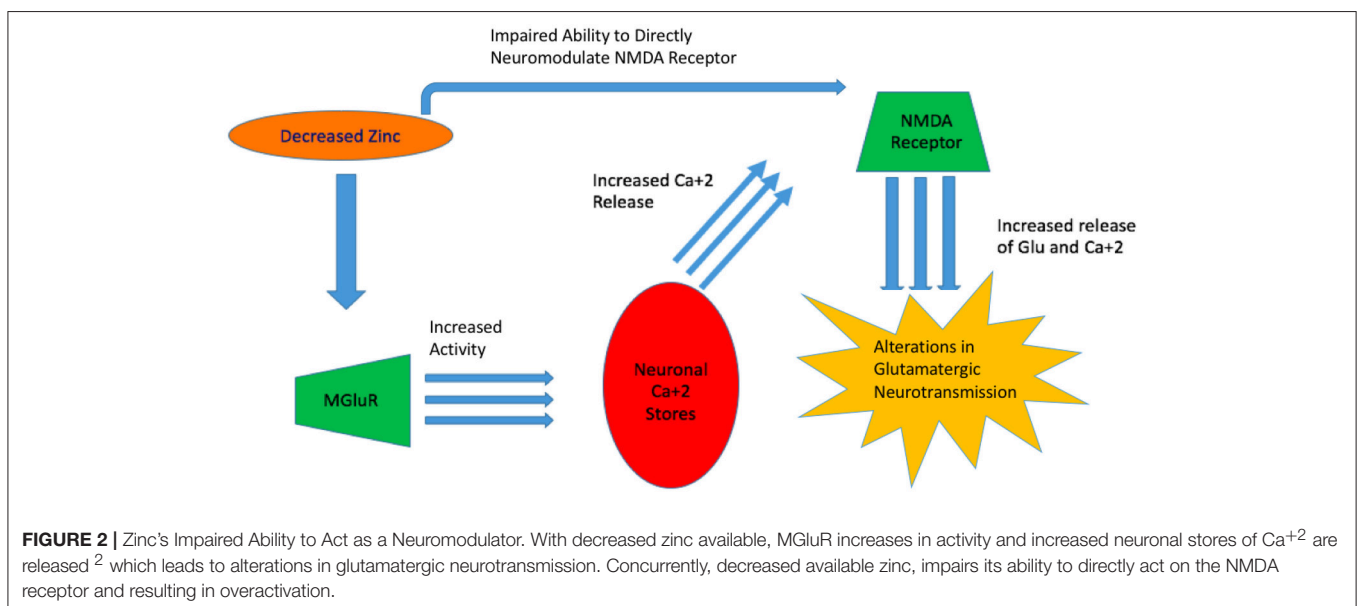 Impaired Ability to Directly
Neuromodulate NMDA Receptor
Decreased Zinc
NMDA
Receptor
Increased Ca+2
Release
Increased release
of Glu and Ca+2
Increased
Activity
MGluR
Neuronal
Ca+2
Stores
Alterations in
Glutamatergic
Neurotransmission
FIGURE 2 | Zinc's Impaired Ability to Act as a Neuromodulator. With decreased zinc available, MGluR increases in activity and increased neuronal stores of Ca+2 are
released 2 which leads to alterations in glutamatergic neurotransmission. Concurrently, decreased available zinc, impairs its ability to directly act on the NMDA
receptor and resulting in overactivation.